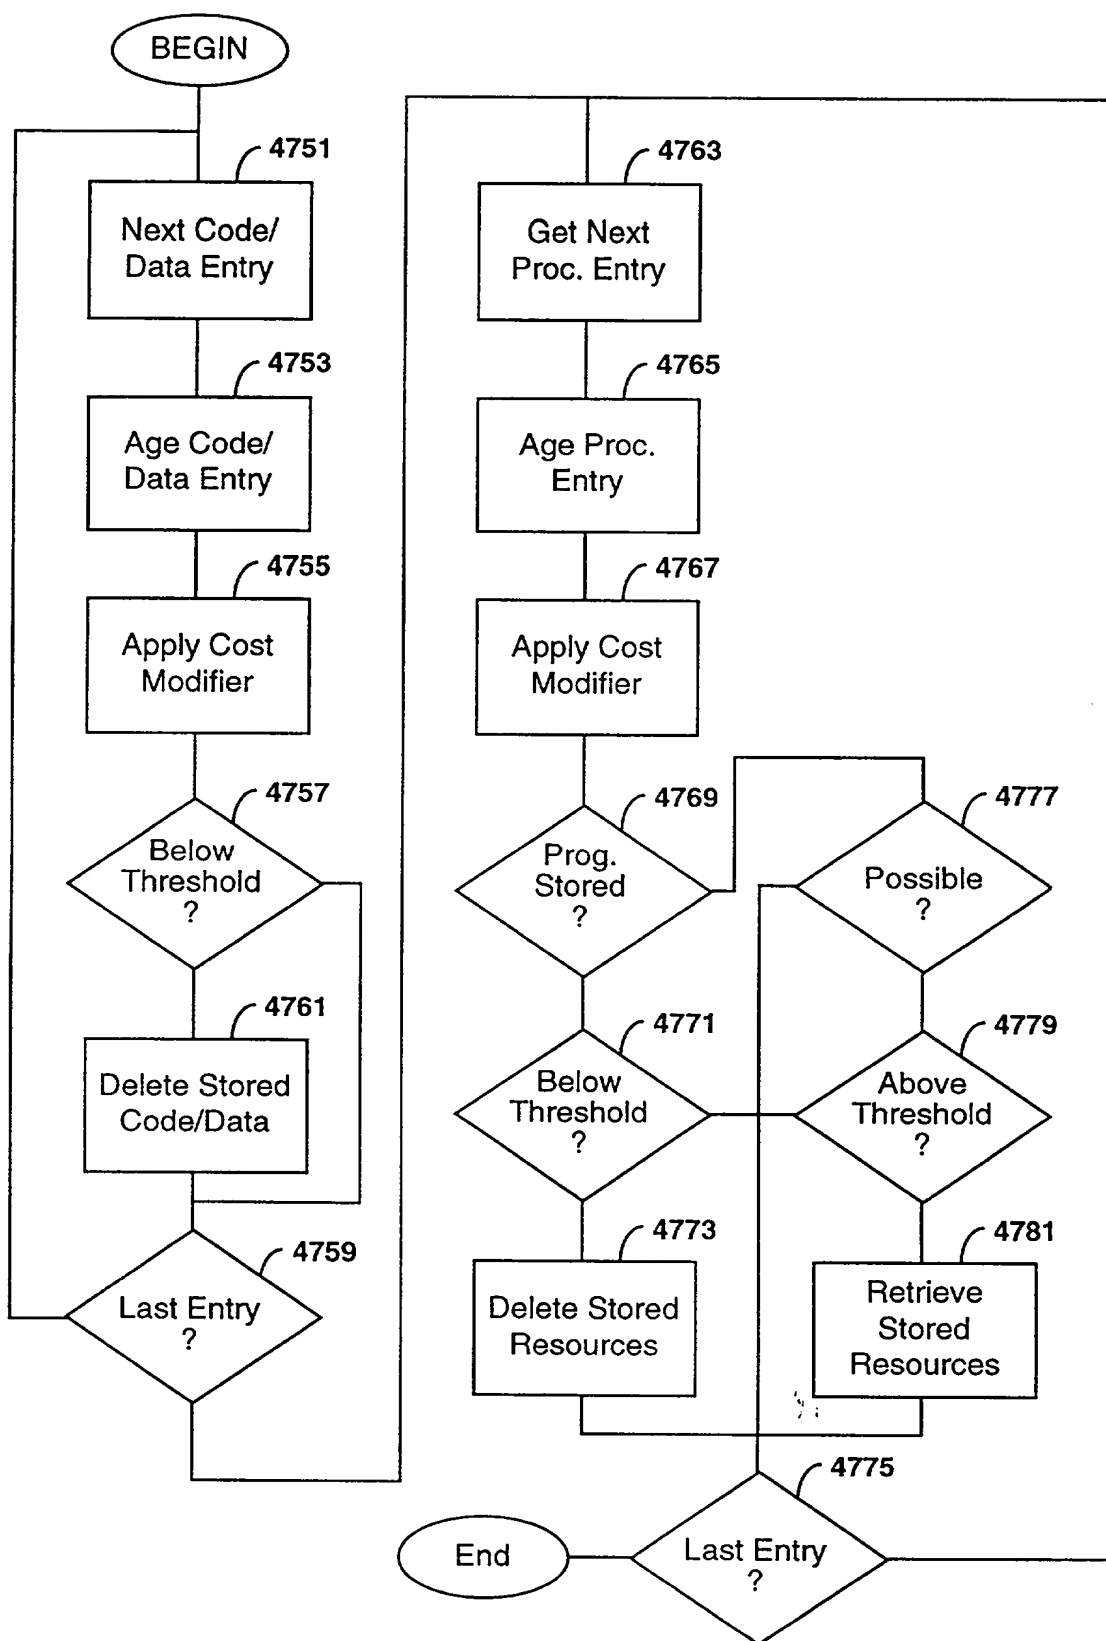 BEGIN
4751
Next Code/
Data Entry
4753
Age Code/
Data Entry
4755
Apply Cost
Modifier
4757
Below
Threshold
?
4761
Delete Stored
Code/Data
4759
Last Entry
?
4763
Get Next
Proc. Entry
4765
Age Proc.
Entry
4767
Apply Cost
Modifier
4769
Prog.
Stored
?
4771
Below
Threshold
?
4773
Delete Stored
Resources
4777
Possible
?
4779
Above
Threshold
?
4781
Retrieve
Stored
Resources
4775
Last Entry
?
End